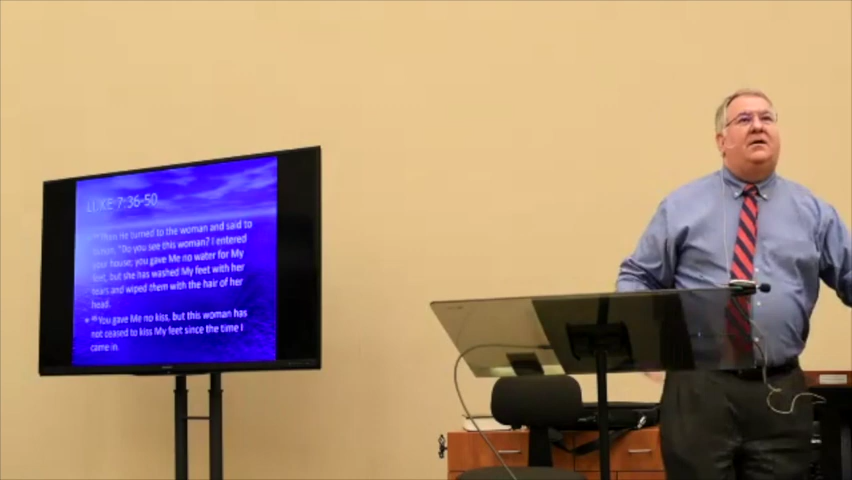 LUKE 7:36-50
Then He turned to the woman and said to
"Do you see this woman? I entered
your house; you gave Me no water for My
feet, but she has washed My feet with her
tears and wiped them with the hair of her
head.
"You gave Me no kiss, but this woman has
not ceased to kiss My feet since the time I
came in.